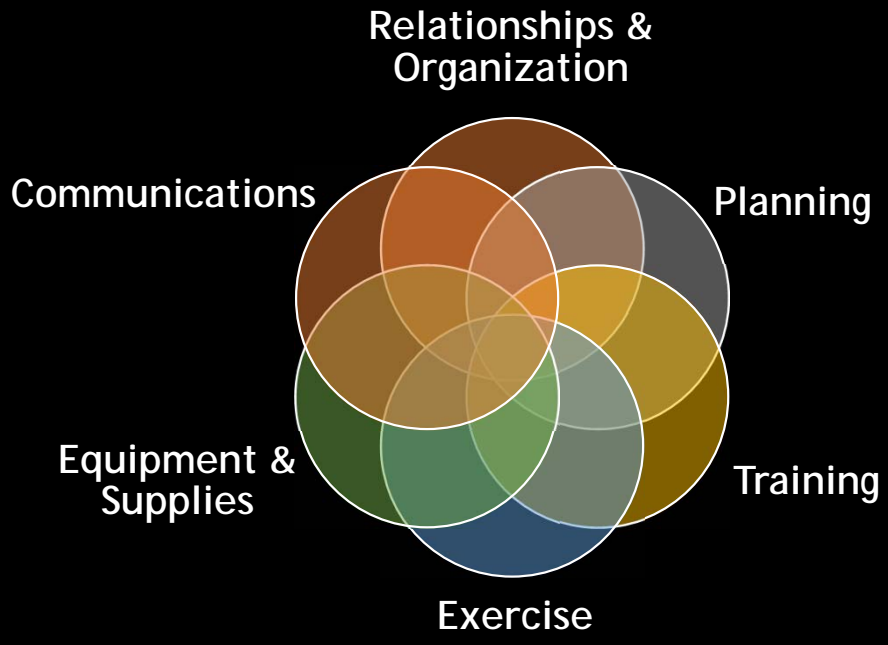 Relationships &
Organization
Communications
Planning
Equipment &
Supplies
Training
Exercise